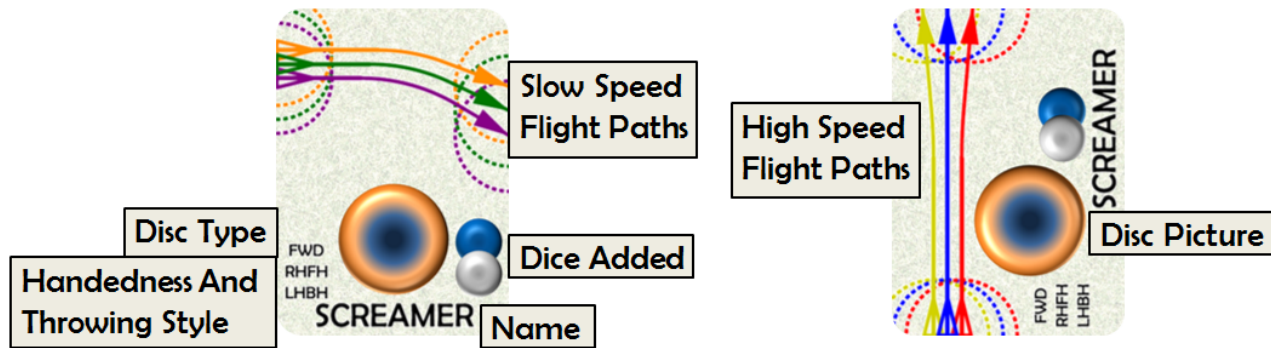 Slow Speed
Flight Paths
Disc Type
Handedness And
Throwing Style
FWD
RHFH
LHBH
Dice Added
SCREAMER
Name
High Speed
Flight Paths
SCREAMER
Disc Picture
FWD
RHFH
LHBH